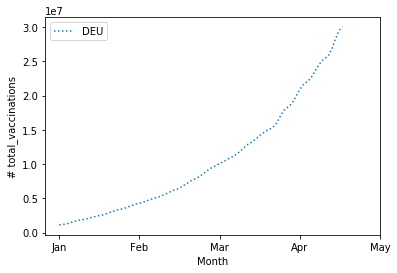 1e7
DEU
3.0
2.5
2.0
1.5
1.0
0.5
0.0
# total_vaccinations
Jan Feb Mar Apr May
Month